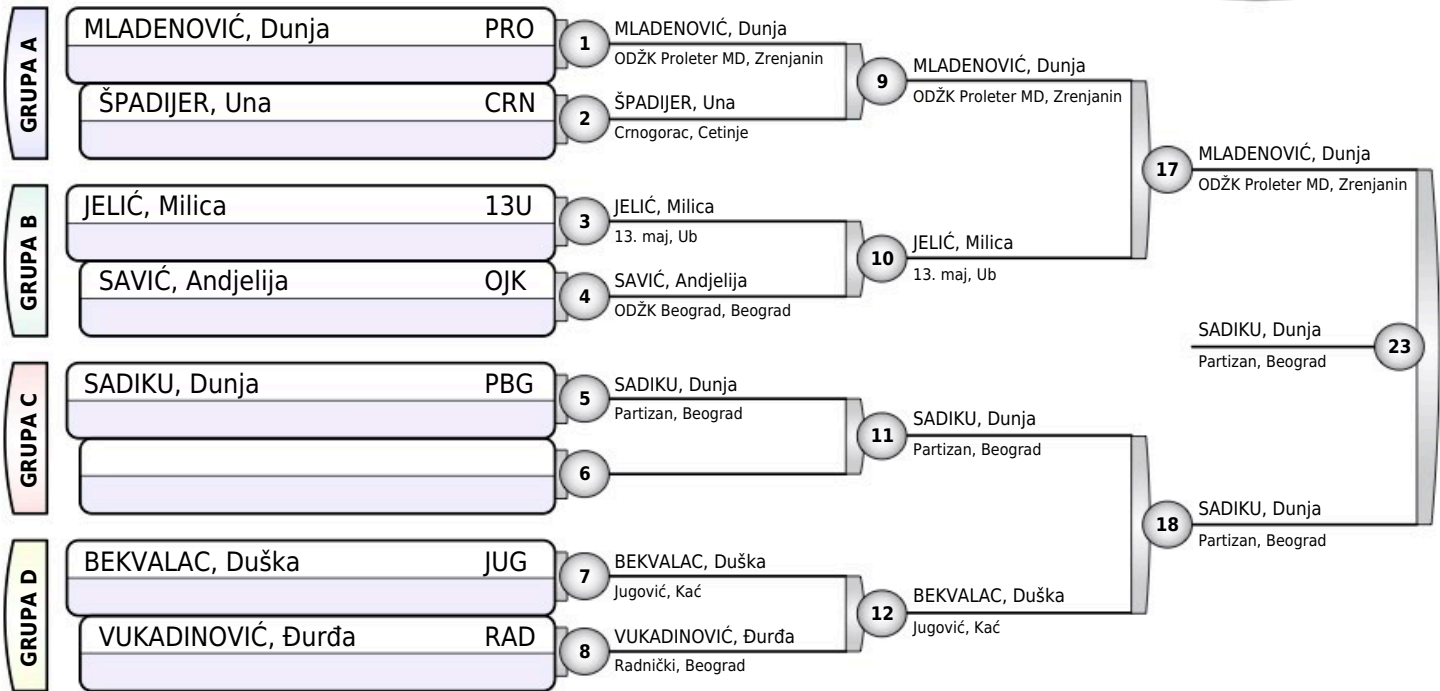 GRUPA A
MLADENOVIĆ, Dunja PRO
ŠPADIJER, Una CRN
1
MLADENOVIĆ, Dunja
ODŽK Proleter MD, Zrenjanin
2
ŠPADIJER, Una
Crnogorac, Cetinje
9
MLADENOVIĆ, Dunja
ODŽK Proleter MD, Zrenjanin
GRUPA B
JELIĆ, Milica 13U
SAVIĆ, Andjelija OJK
3
JELIĆ, Milica
13. maj, Ub
4
SAVIĆ, Andjelija
ODŽK Beograd, Beograd
10
JELIĆ, Milica
13. maj, Ub
17
MLADENOVIĆ, Dunja
ODŽK Proleter MD, Zrenjanin
GRUPA C
SADIKU, Dunja PBG
5
SADIKU, Dunja
Partizan, Beograd
6
11
SADIKU, Dunja
Partizan, Beograd
GRUPA D
BEKVALAC, Duška JUG
VUKADINOVIĆ, Đurđa RAD
7
BEKVALAC, Duška
Jugović, Kać
8
VUKADINOVIĆ, Đurđa
Radnički, Beograd
12
BEKVALAC, Duška
Jugović, Kać
18
SADIKU, Dunja
Partizan, Beograd
SADIKU, Dunja
Partizan, Beograd
23